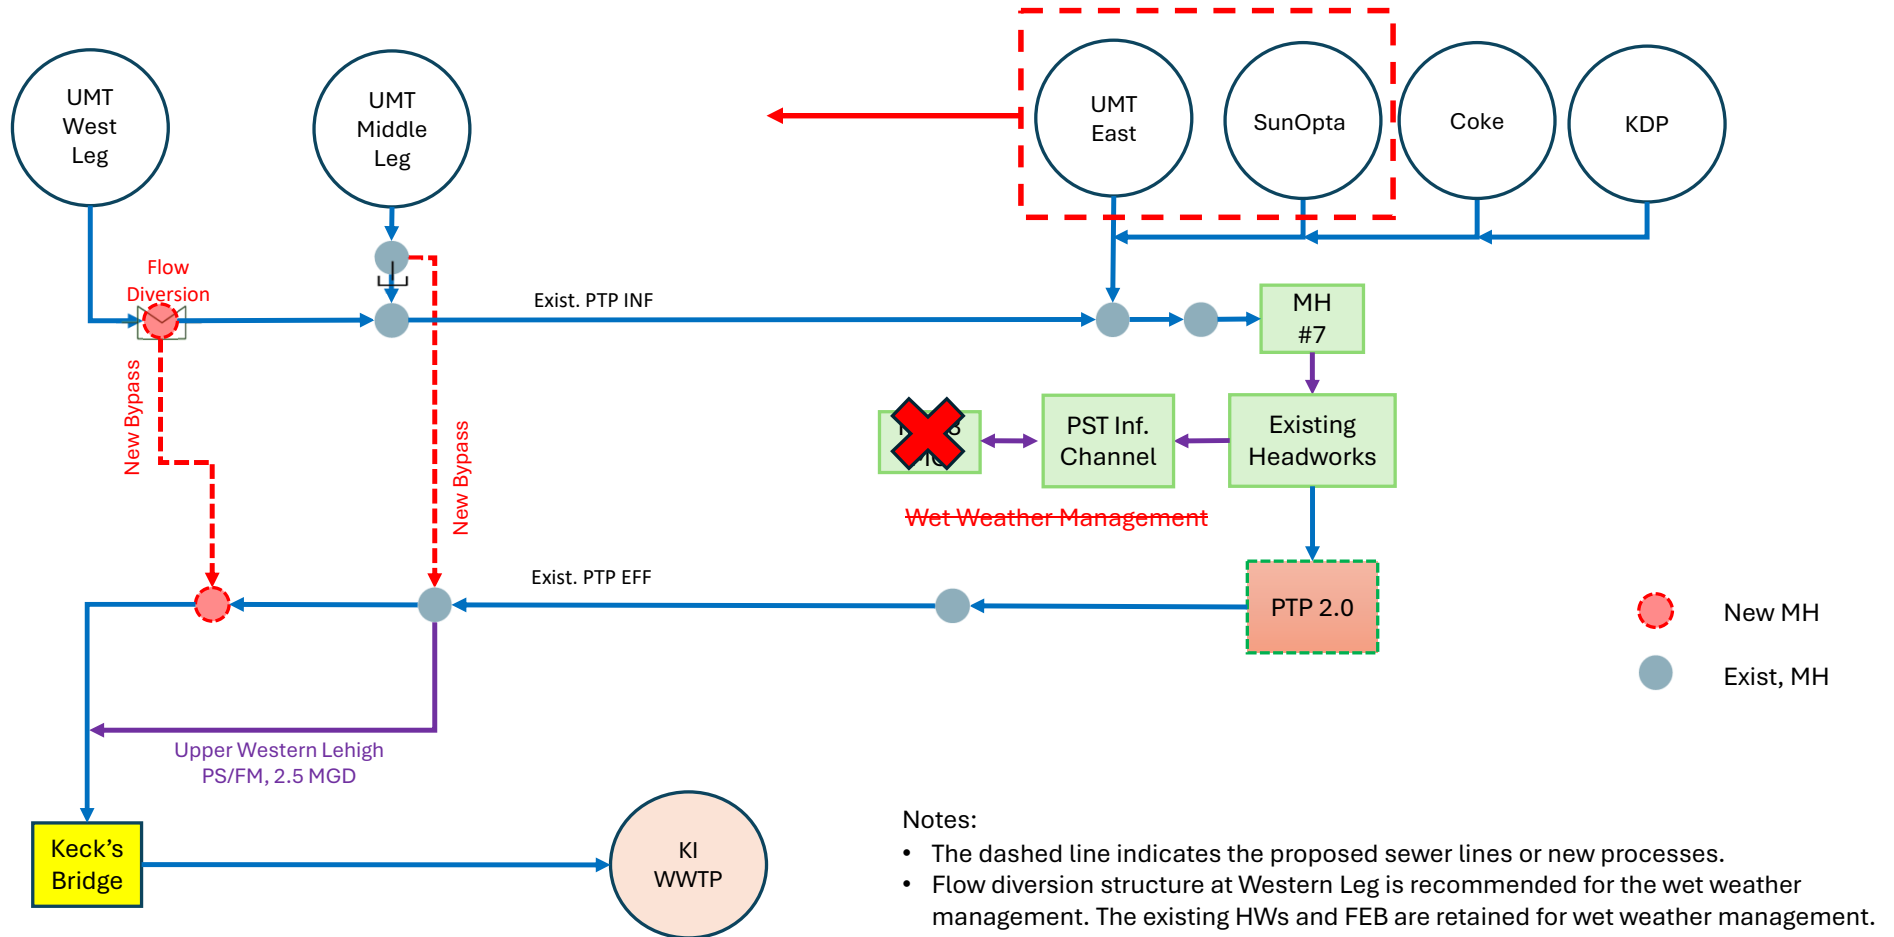 UMT
West
Leg
UMT
Middle
Leg
UMT
East
SunOpta
Coke
KDP
Flow
Diversion
Exist. PTP INF
MH
#7
New Bypass
New Bypass
PST Inf.
Channel
Existing
Headworks
Wet Weather Management
Exist. PTP EFF
PTP 2.0
New MH
Exist, MH
Upper Western Lehigh
PS/FM, 2.5 MGD
Keck's
Bridge
KI
WWTP
Notes:
• The dashed line indicates the proposed sewer lines or new processes.
• Flow diversion structure at Western Leg is recommended for the wet weather
management. The existing HWs and FEB are retained for wet weather management.